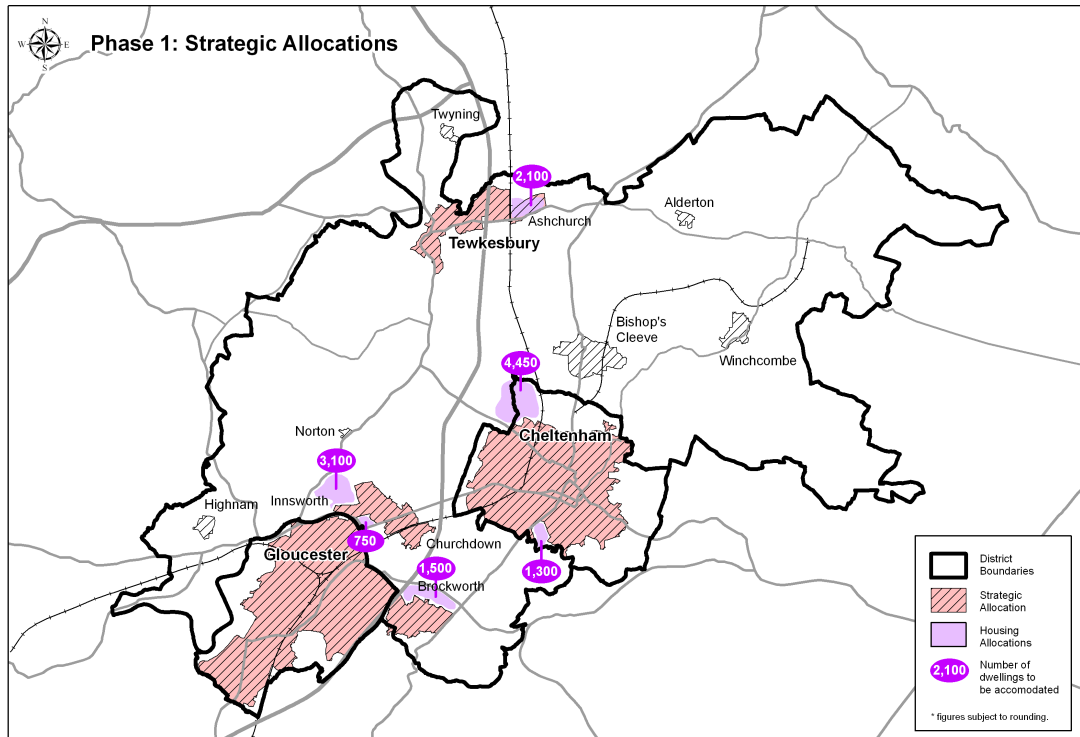 N
W E
S
Phase 1: Strategic Allocations
Twyning
2,100
Ashchurch
Alderton
Tewkesbury
Bishop's
Cleeve
Winchcombe
4,450
Cheltenham
Norton
3,100
Innsworth
Highnam
750
Churchdown
Gloucester
1,500
Brockworth
1,300
District
Boundaries
Strategic
Allocation
Housing
Allocations
2,100
Number of
dwellings to
be accomodated
* figures subject to rounding.